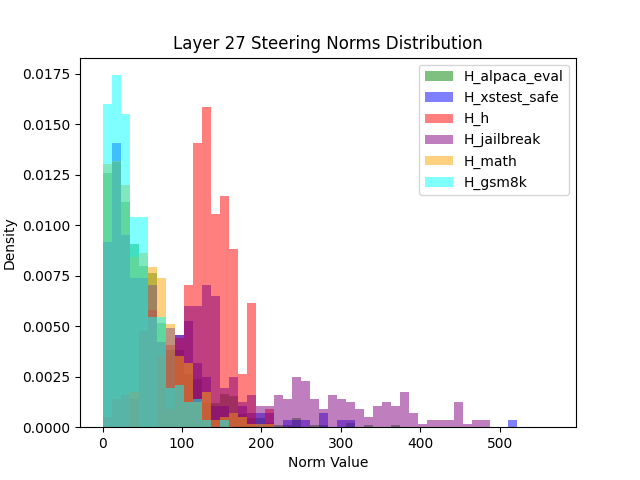 Layer 27 Steering Norms Distribution
H_alpaca_eval
H_xstest_safe
H_h
H_jailbreak
H_math
H_gsm8k
0.0175
0.0150
0.0125
0.0100
0.0075
0.0050
0.0025
0.0000
Density
0 100 200 300 400 500
Norm Value